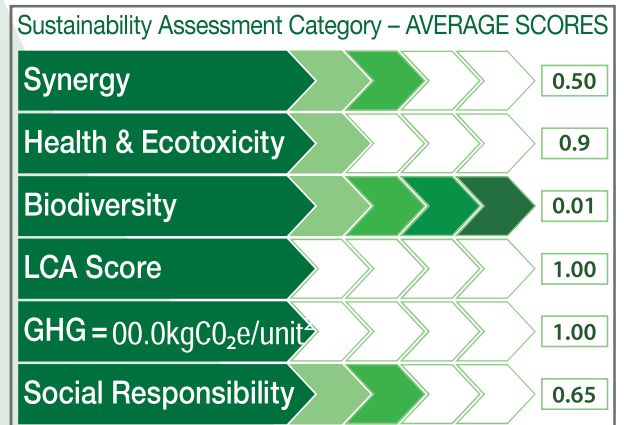 Sustainability Assessment Category – AVERAGE SCORES
Synergy 0.50
Health & Ecotoxicity 0.9
Biodiversity 0.01
LCA Score 1.00
GHG = 00.0kgCO₂e/unit² 1.00
Social Responsibility 0.65